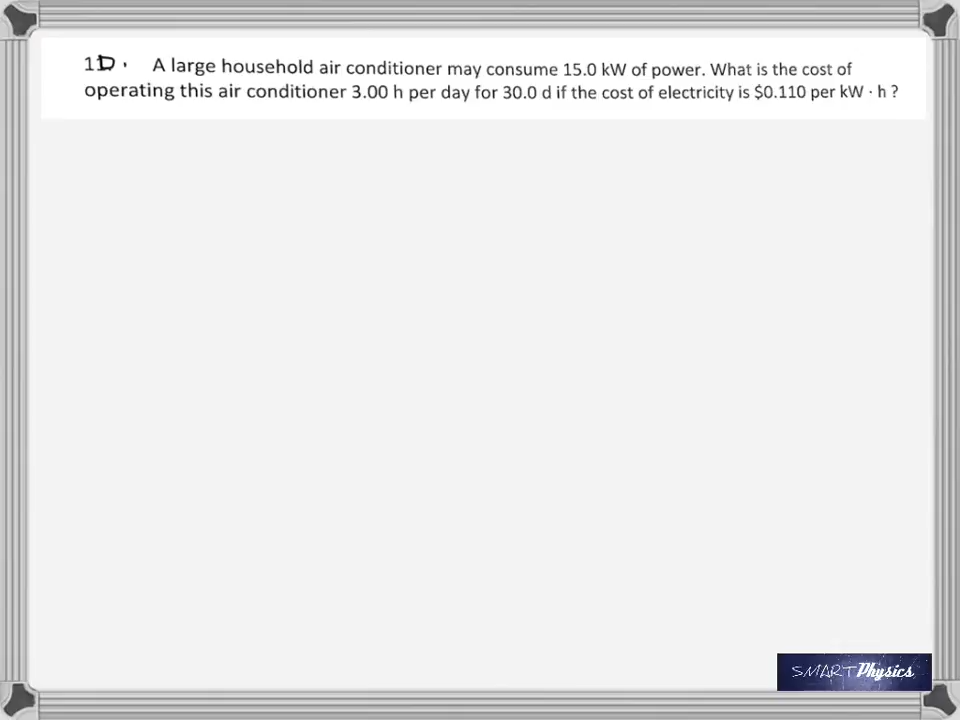 1D. A large household air conditioner may consume 15.0 kW of power. What is the cost of
operating this air conditioner 3.00 h per day for 30.0 d if the cost of electricity is $0.110 per kW · h ?
SMART Physics